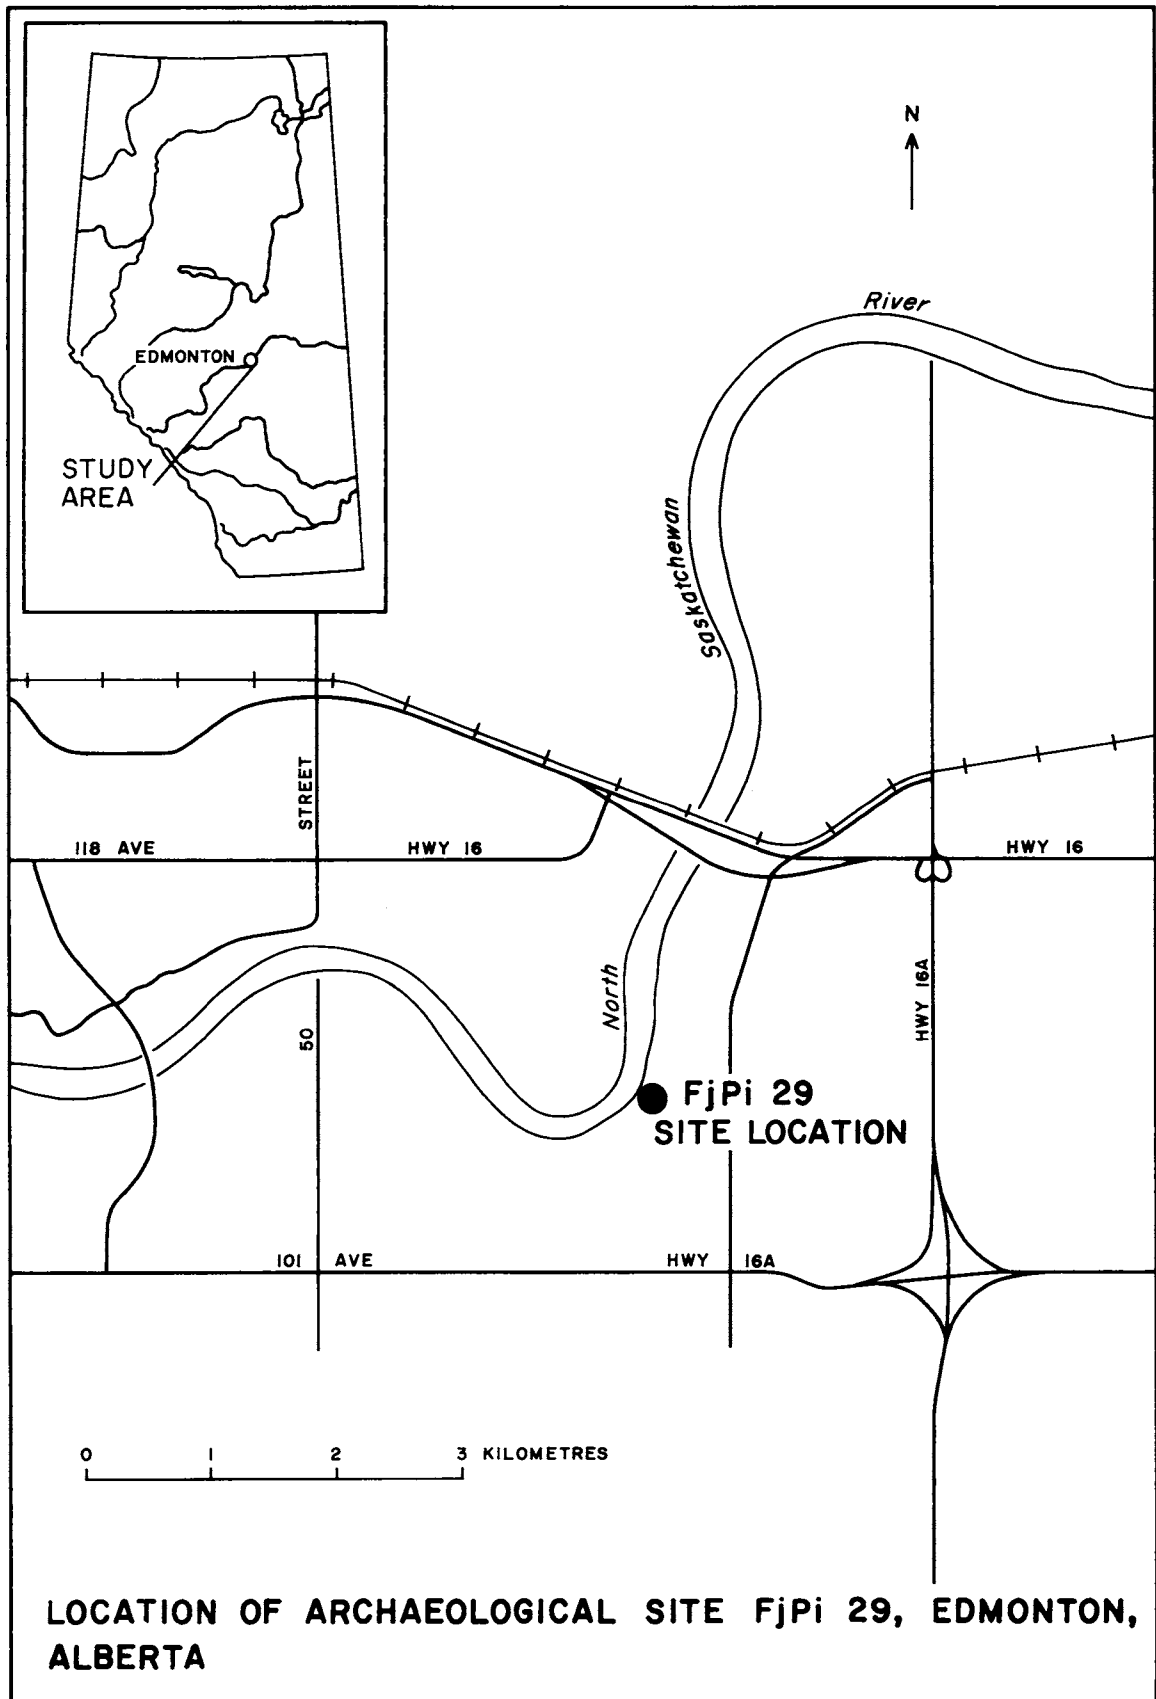 N
River
EDMONTON
STUDY
AREA
Saskatchewan
STREET
118 AVE
HWY 16
HWY 16
North
HWY 16A
50
FjPi 29
SITE LOCATION
101 AVE
HWY 16A
0 1 2 3 KILOMETRES
LOCATION OF ARCHAEOLOGICAL SITE FjPi 29, EDMONTON,
ALBERTA